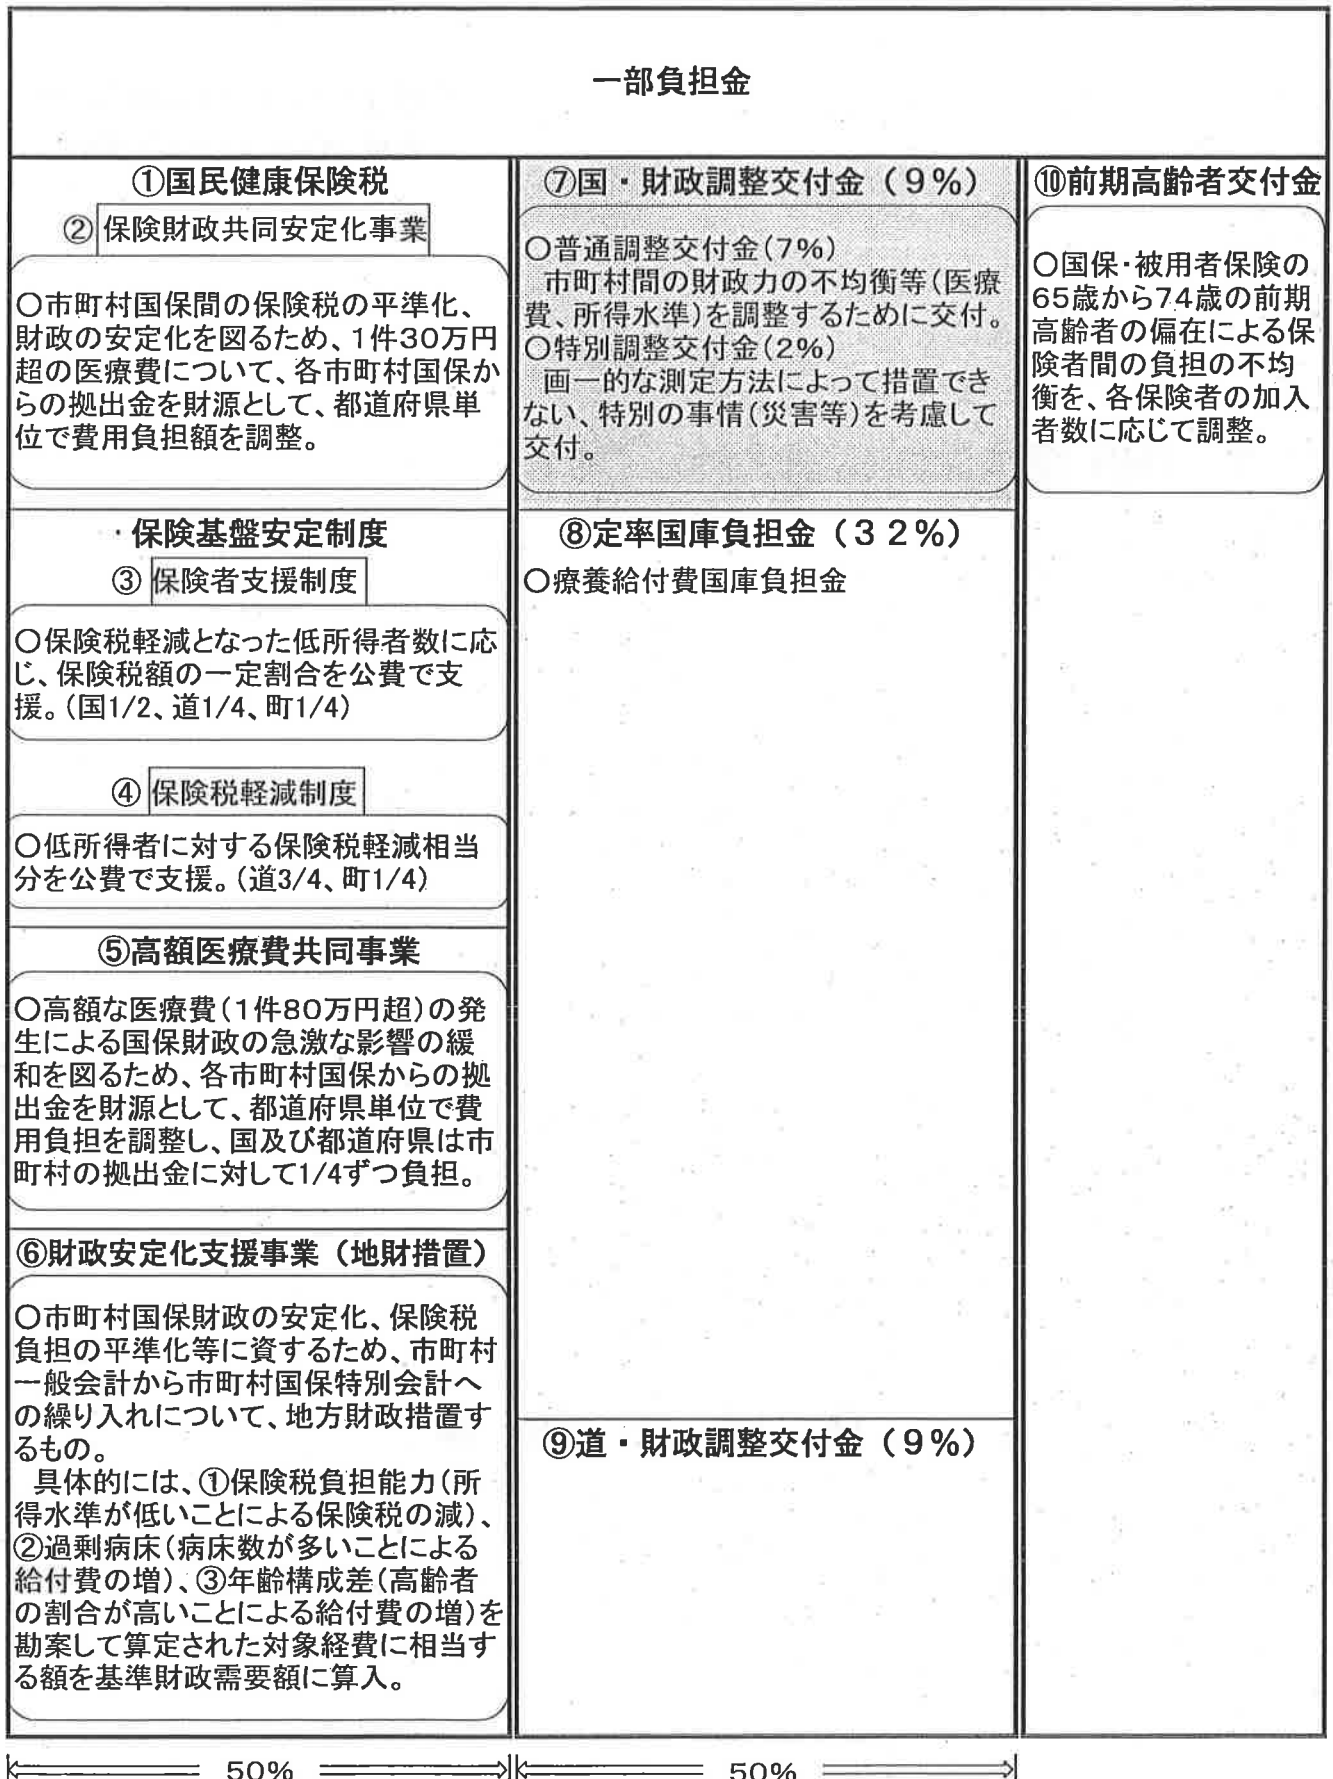 一部負担金
①国民健康保険税
②保険財政共同安定化事業
○市町村国保間の保険税の平準化、
財政の安定化を図るため、1件30万円
超の医療費について、各市町村国保か
らの拠出金を財源として、都道府県単
位で費用負担額を調整。
・保険基盤安定制度
③保険者支援制度
○保険税軽減となった低所得者数に応
じ、保険税額の一定割合を公費で支
援。(国1/2、道1/4、町1/4)
④保険税軽減制度
○低所得者に対する保険税軽減相当
分を公費で支援。(道3/4、町1/4)
⑤高額医療費共同事業
○高額な医療費(1件80万円超)の発
生による国保財政の急激な影響の緩
和を図るため、各市町村国保からの拠
出金を財源として、都道府県単位で費
用負担を調整し、国及び都道府県は市
町村の拠出金に対して1/4ずつ負担。
⑥財政安定化支援事業(地財措置)
○市町村国保財政の安定化、保険税
負担の平準化等に資するため、市町村
一般会計から市町村国保特別会計へ
の繰り入れについて、地方財政措置す
るもの。
具体的には、①保険税負担能力(所
得水準が低いことによる保険税の減)、
②過剰病床(病床数が多いことによる
給付費の増)、③年齢構成差(高齢者
の割合が高いことによる給付費の増)を
勘案して算定された対象経費に相当す
る額を基準財政需要額に算入。
⑦国・財政調整交付金(9%)
○普通調整交付金(7%)
市町村間の財政力の不均衡等(医療
費、所得水準)を調整するために交付。
○特別調整交付金(2%)
画一的な測定方法によって措置でき
ない、特別の事情(災害等)を考慮して
交付。
⑧定率国庫負担金(32%)
○療養給付費国庫負担金
⑨道・財政調整交付金(9%)
⑩前期高齢者交付金
○国保・被用者保険の
65歳から74歳の前期
高齢者の偏在による保
険者間の負担の不均
衡を、各保険者の加入
者数に応じて調整。
50%
50%